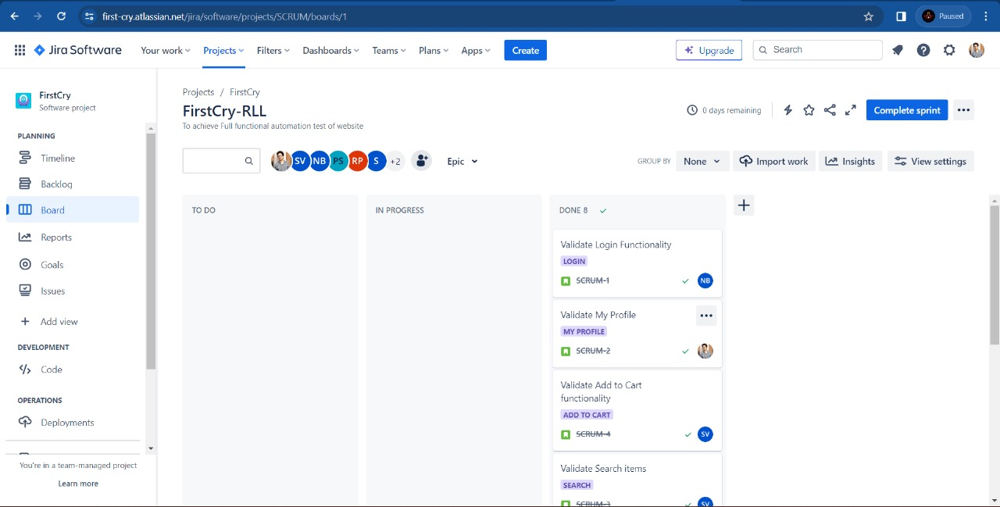 first-cry.atlassian.net/jira/software/projects/SCRUM/boards/1
Paused
Jira Software
Your work
Projects
Filters
Dashboards
Teams
Plans
Apps
Create
Upgrade
Search
FirstCry
Software project
PLANNING
Timeline
Backlog
Board
Reports
Goals
Issues
Add view
DEVELOPMENT
Code
OPERATIONS
Deployments
You're in a team-managed project
Learn more
Projects / FirstCry
FirstCry-RLL
To achieve Full functional automation test of website
0 days remaining
Complete sprint
SV NB PS RP S +2
Epic
GROUP BY
None
Import work
Insights
View settings
TO DO
IN PROGRESS
DONE 8
Validate Login Functionality
LOGIN
SCRUM-1
NB
Validate My Profile
MY PROFILE
SCRUM-2
Validate Add to Cart
functionality
ADD TO CART
SCRUM-4
SV
Validate Search items
SEARCH
SCRUM-3
SV